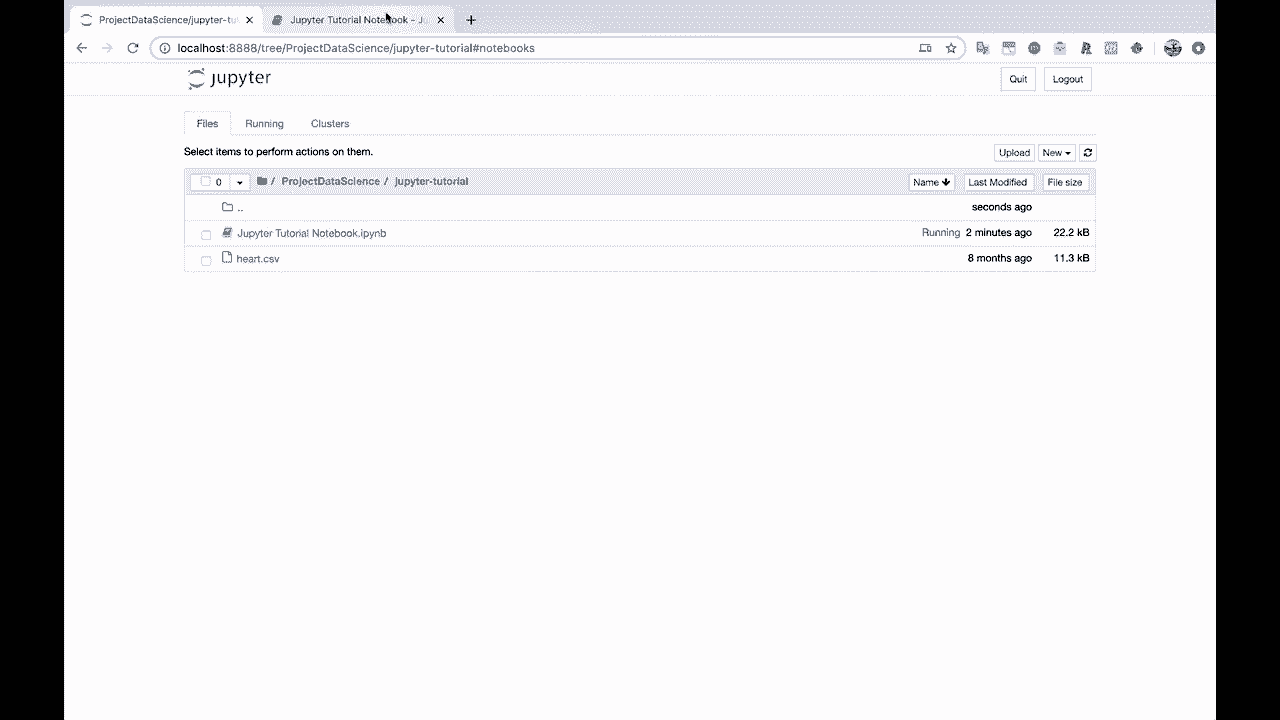 ProjectDataScience/jupyter-tu
Jupyter Tutorial Notebook - Ju
localhost:8888/tree/ProjectDataScience/jupyter-tutorial#notebooks
jupyter
Quit
Logout
Files
Running
Clusters
Select items to perform actions on them.
Upload
New
0
/ ProjectDataScience / jupyter-tutorial
Name
Last Modified
File size
..
seconds ago
Jupyter Tutorial Notebook.ipynb
Running 2 minutes ago
22.2 kB
heart.csv
8 months ago
11.3 kB